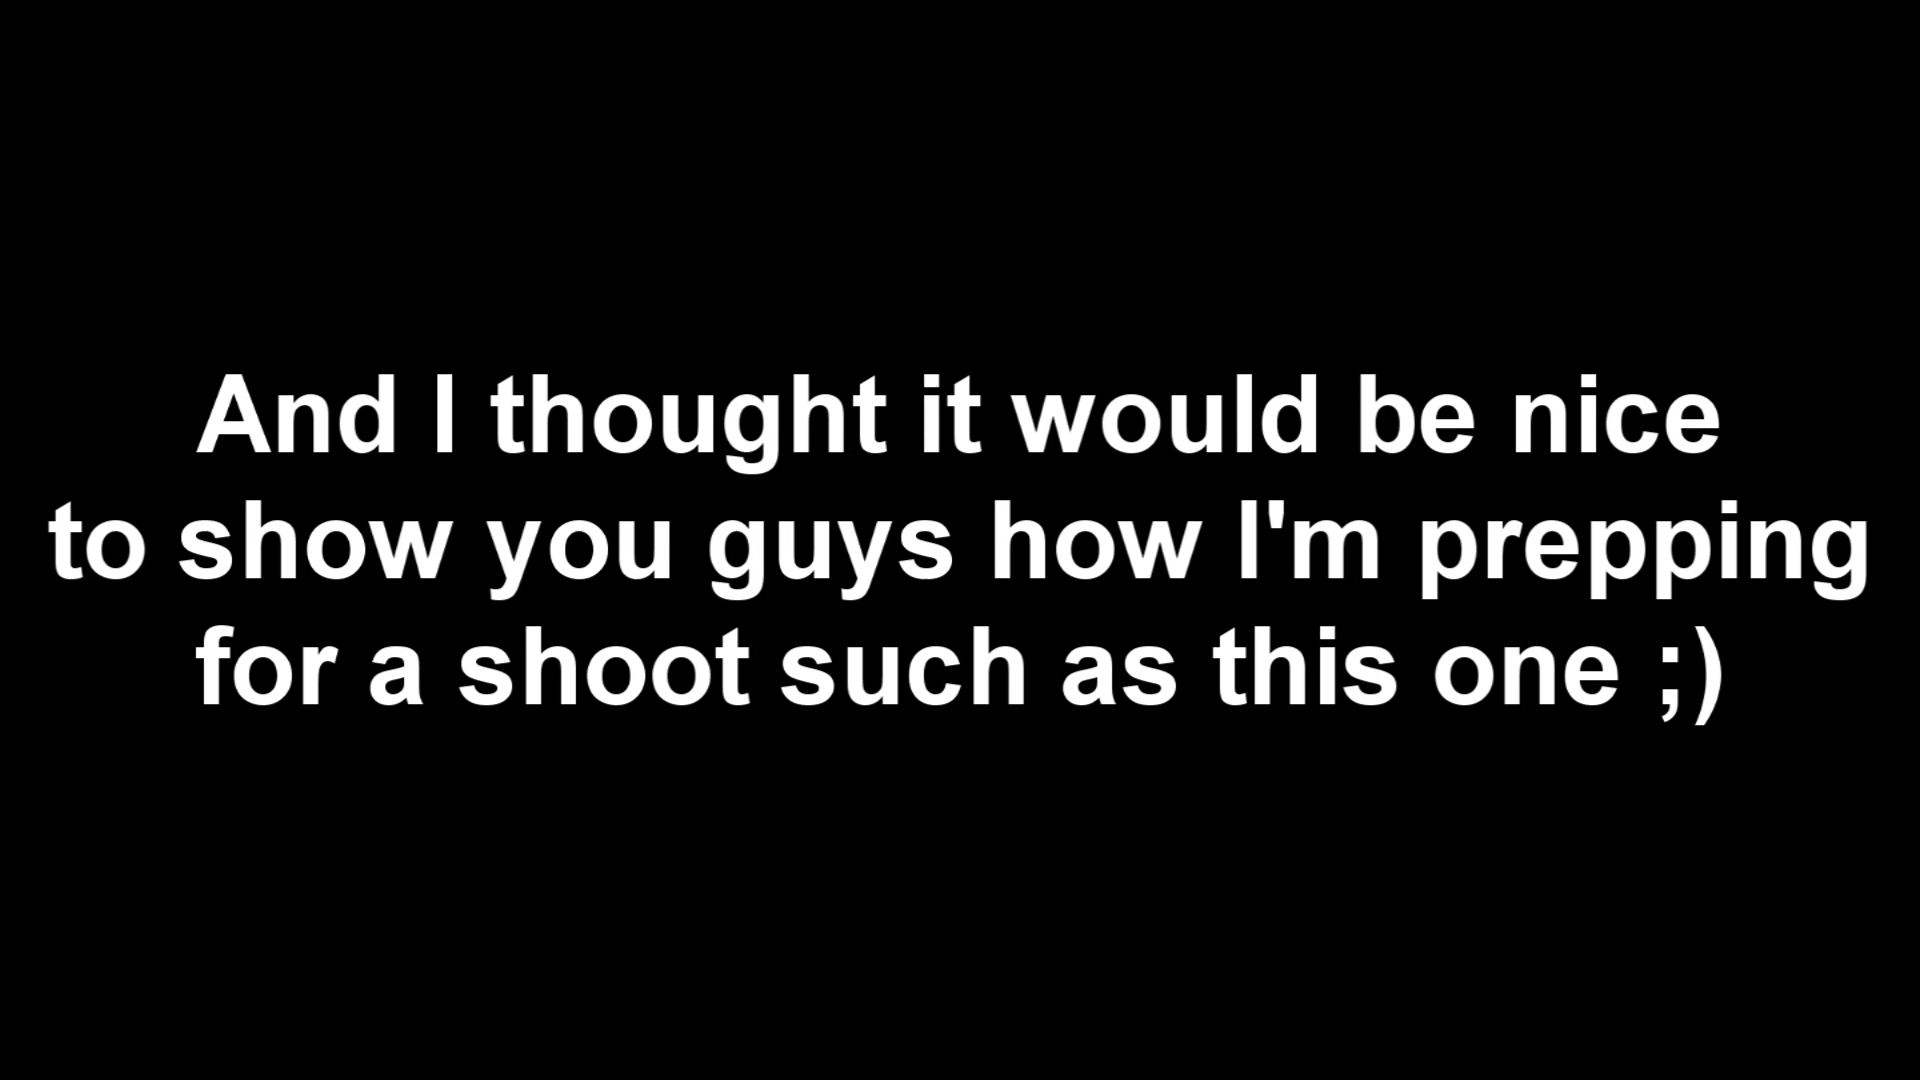 And I thought it would be nice
to show you guys how I'm prepping
for a shoot such as this one ;)